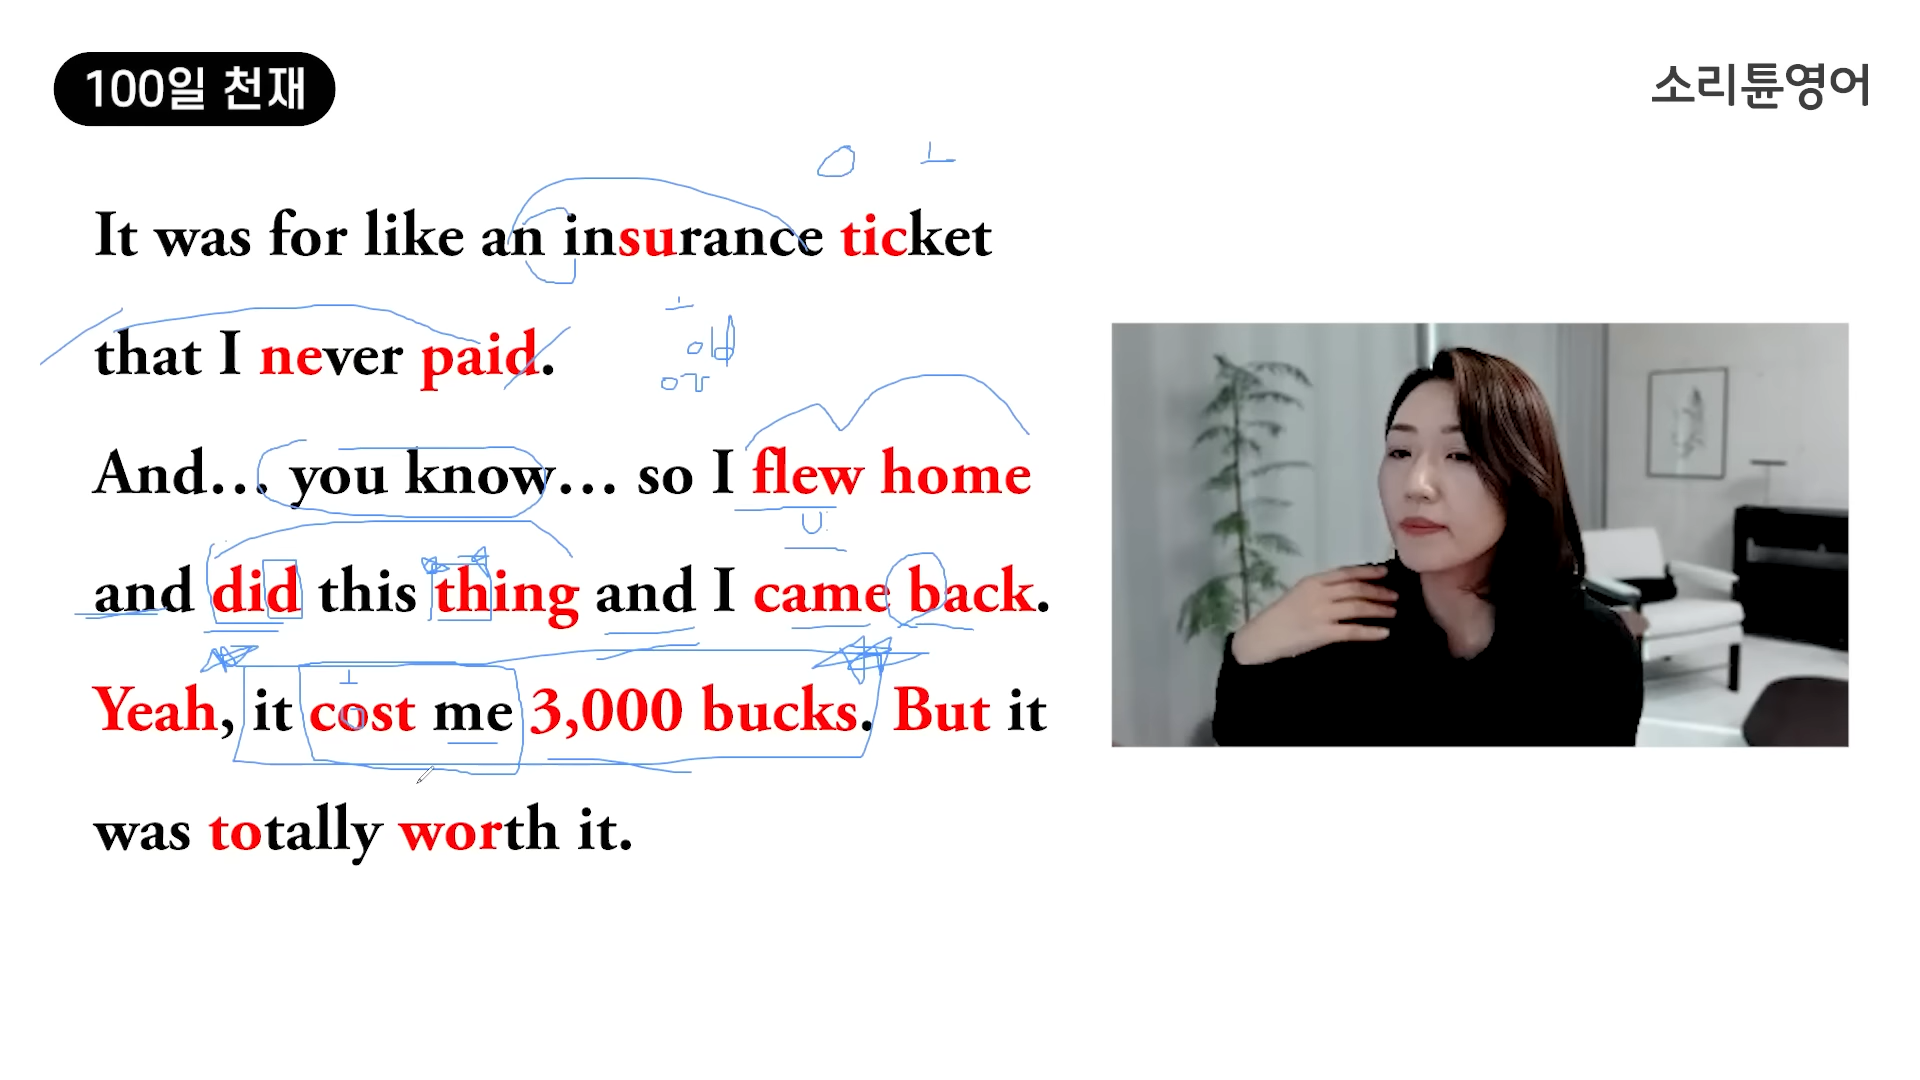 100일 천재
소리튠영어
It was for like an insurance ticket
that I never paid.
And… you know… so I flew home
and did this thing and I came back.
Yeah, it cost me 3,000 bucks. But it
was totally worth it.